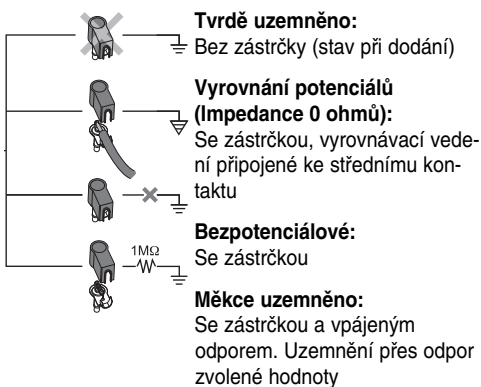 Tvrdě uzemněno:
Bez zástrčky (stav při dodání)
Vyrovnání potenciálů
(Impedance 0 ohmů):
Se zástrčkou, vyrovnávací vede-
ní připojené ke střednímu kon-
taktu
Bezpotenciálové:
Se zástrčkou
1MΩ
Měkce uzemněno:
Se zástrčkou a vpájeným
odporem. Uzemnění přes odpor
zvolené hodnoty